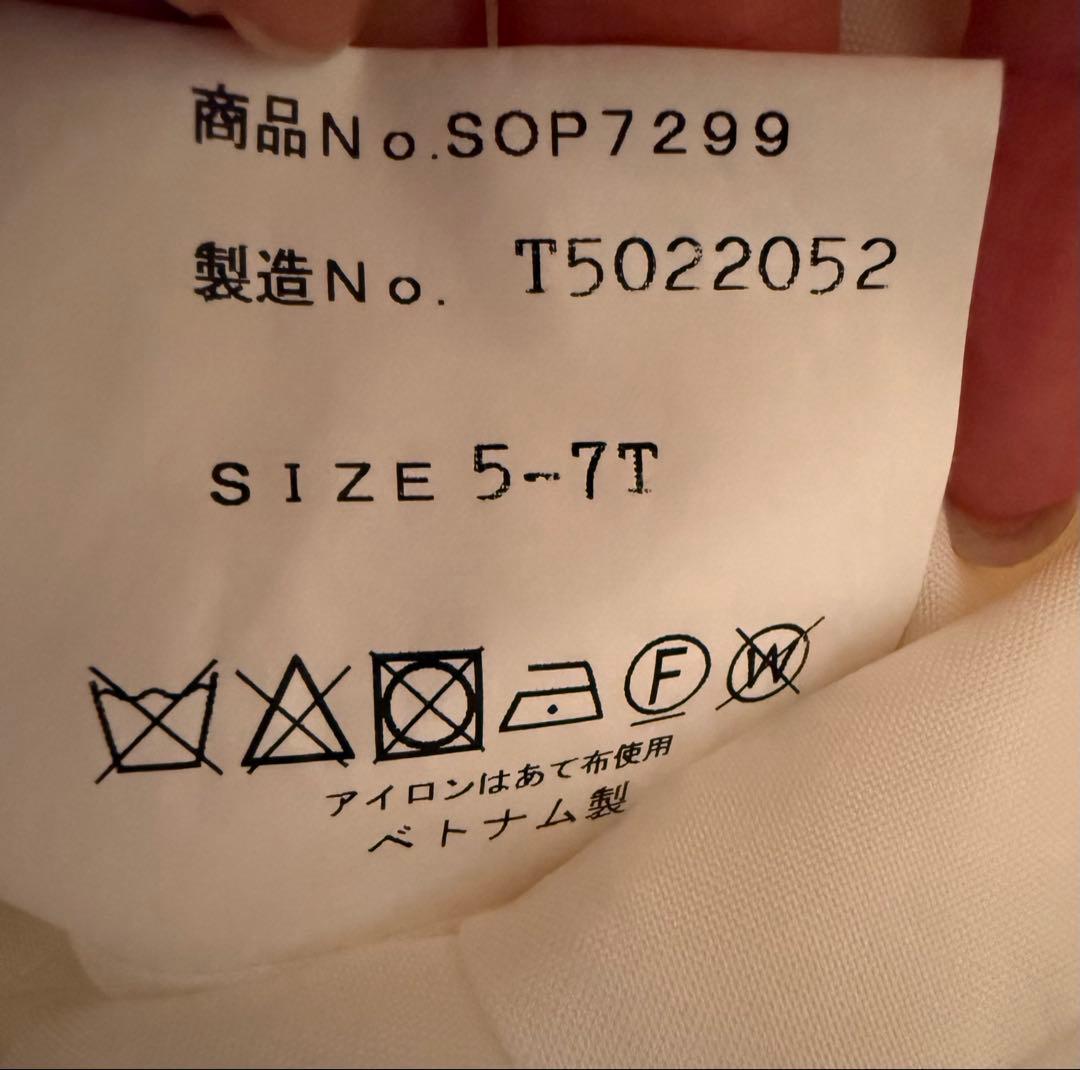 商品No.SOP7299
製造No. T5022052
SIZE 5-7T
F W
アイロンはあて布使用
ベトナム製